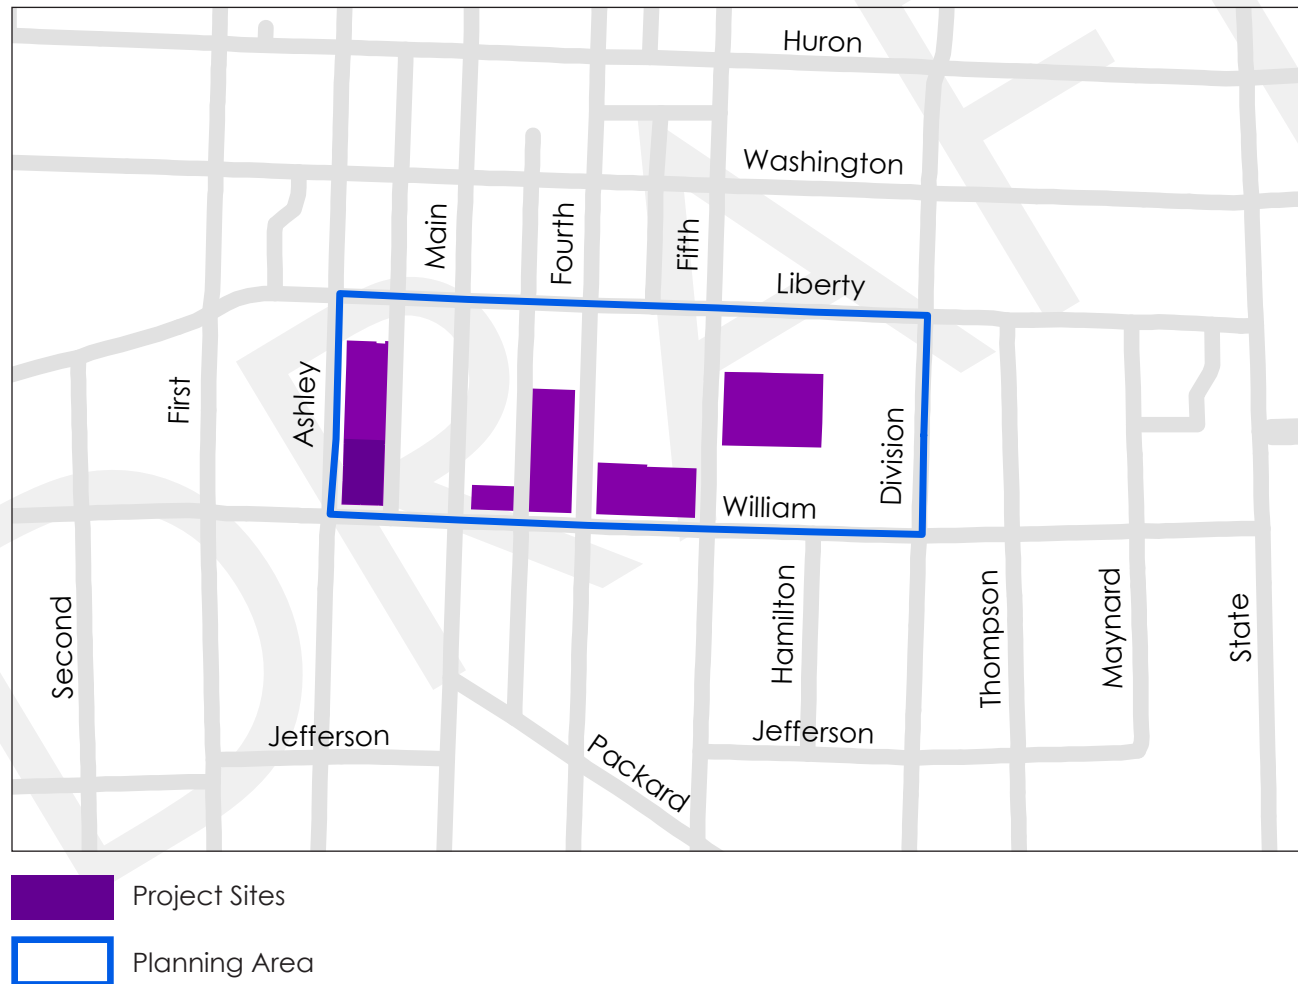 Huron
Washington
Main
Fourth
Fifth
Liberty
First
Ashley
Division
William
Second
Hamilton
Thompson
Maynard
State
Jefferson
Jefferson
Packard
Project Sites
Planning Area
DRAFT